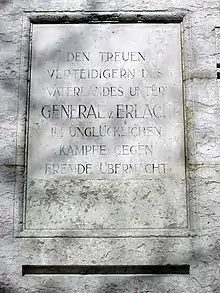 DEN TREUEN
VERTEIDIGERN DES
VATERLANDES UNTER
GENERAL v. ERLACH
IM UNGLÜCKLICHEN
KAMPFE GEGEN
FREMDE ÜBERMACHT